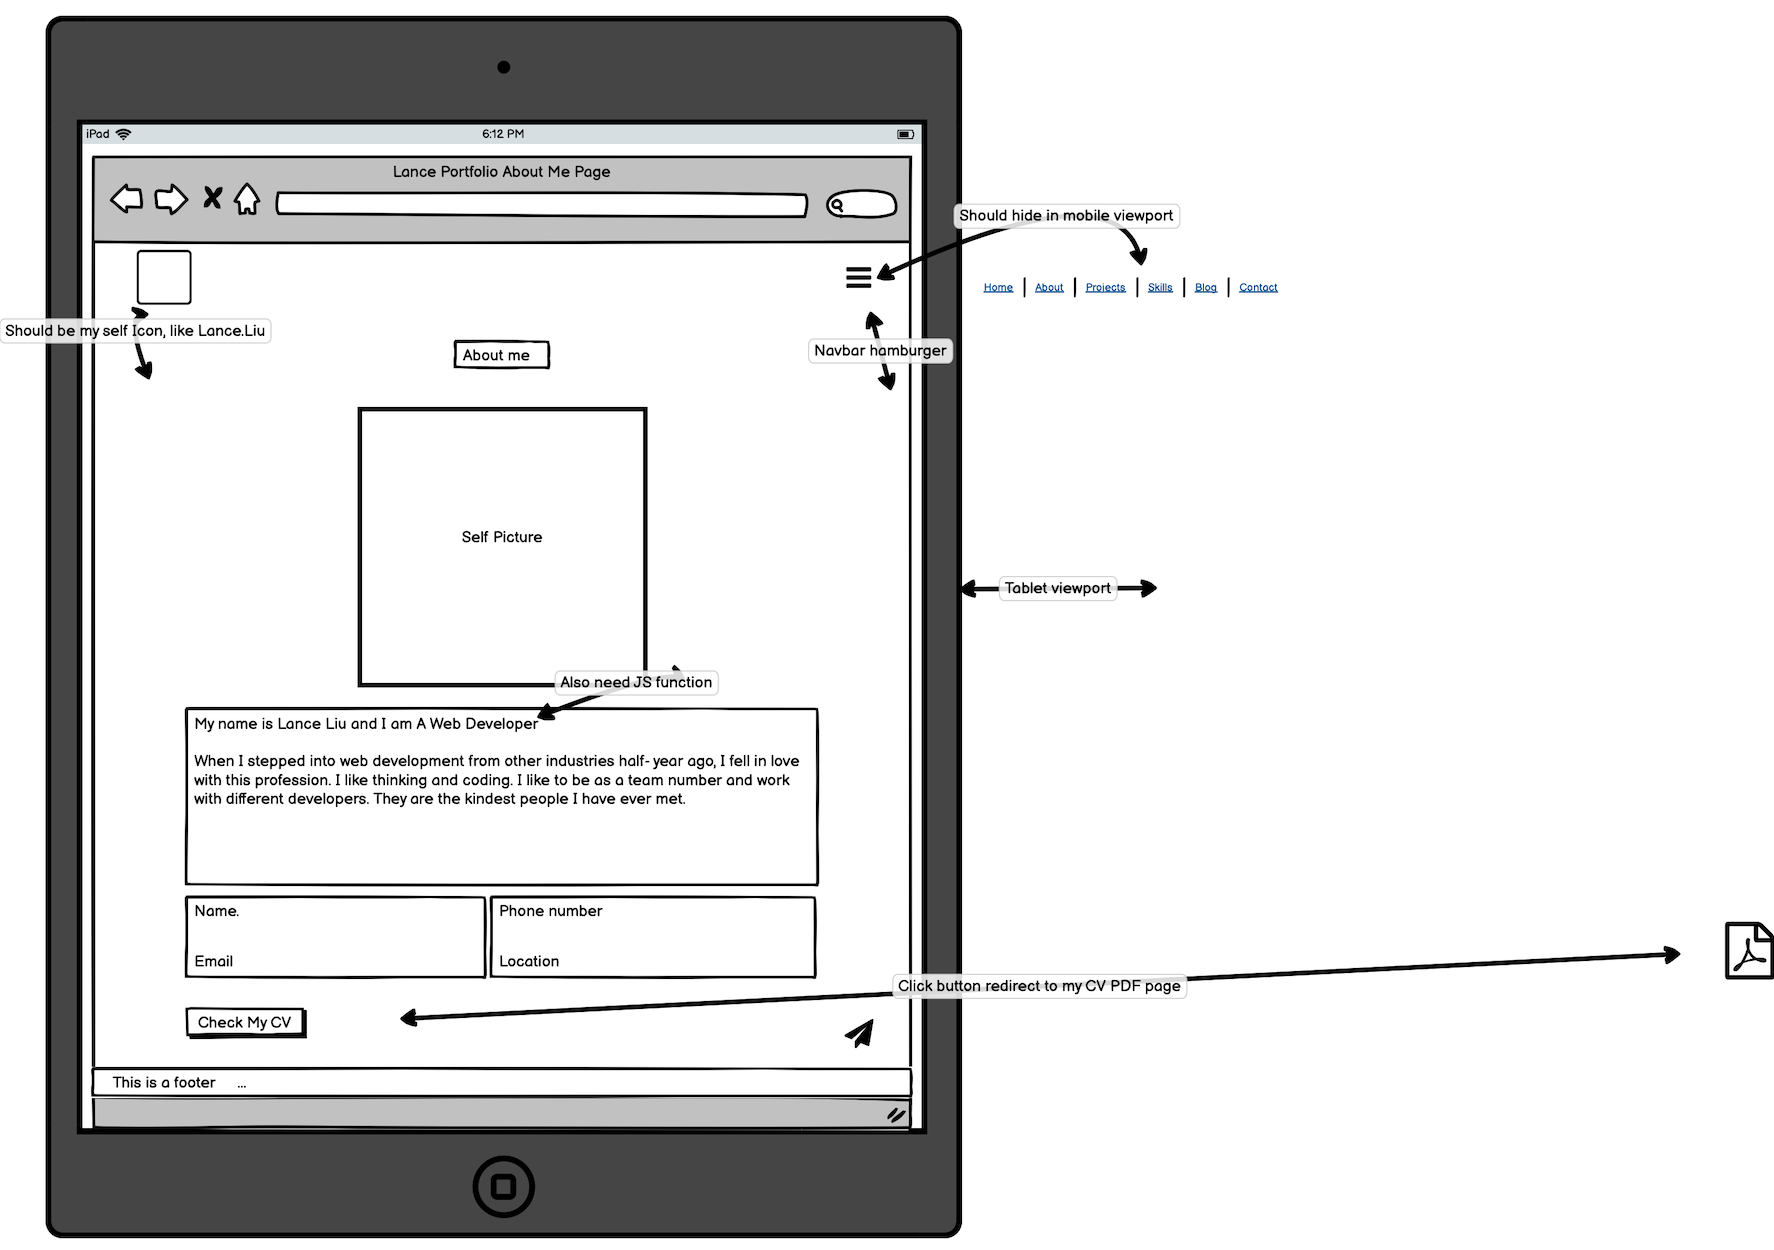 iPad
6:12 PM
Lance Portfolio About Me Page
Should hide in mobile viewport
Home
About
Projects
Skills
Blog
Contact
Should be my self Icon, like Lance.Liu
Navbar hamburger
About me
Self Picture
Tablet viewport
Also need JS function
My name is Lance Liu and I am A Web Developer
When I stepped into web development from other industries half-year ago, I fell in love
with this profession. I like thinking and coding. I like to be as a team number and work
with different developers. They are the kindest people I have ever met.
Name.
Phone number
Email
Location
Click button redirect to my CV PDF page
Check My CV
This is a footer ...